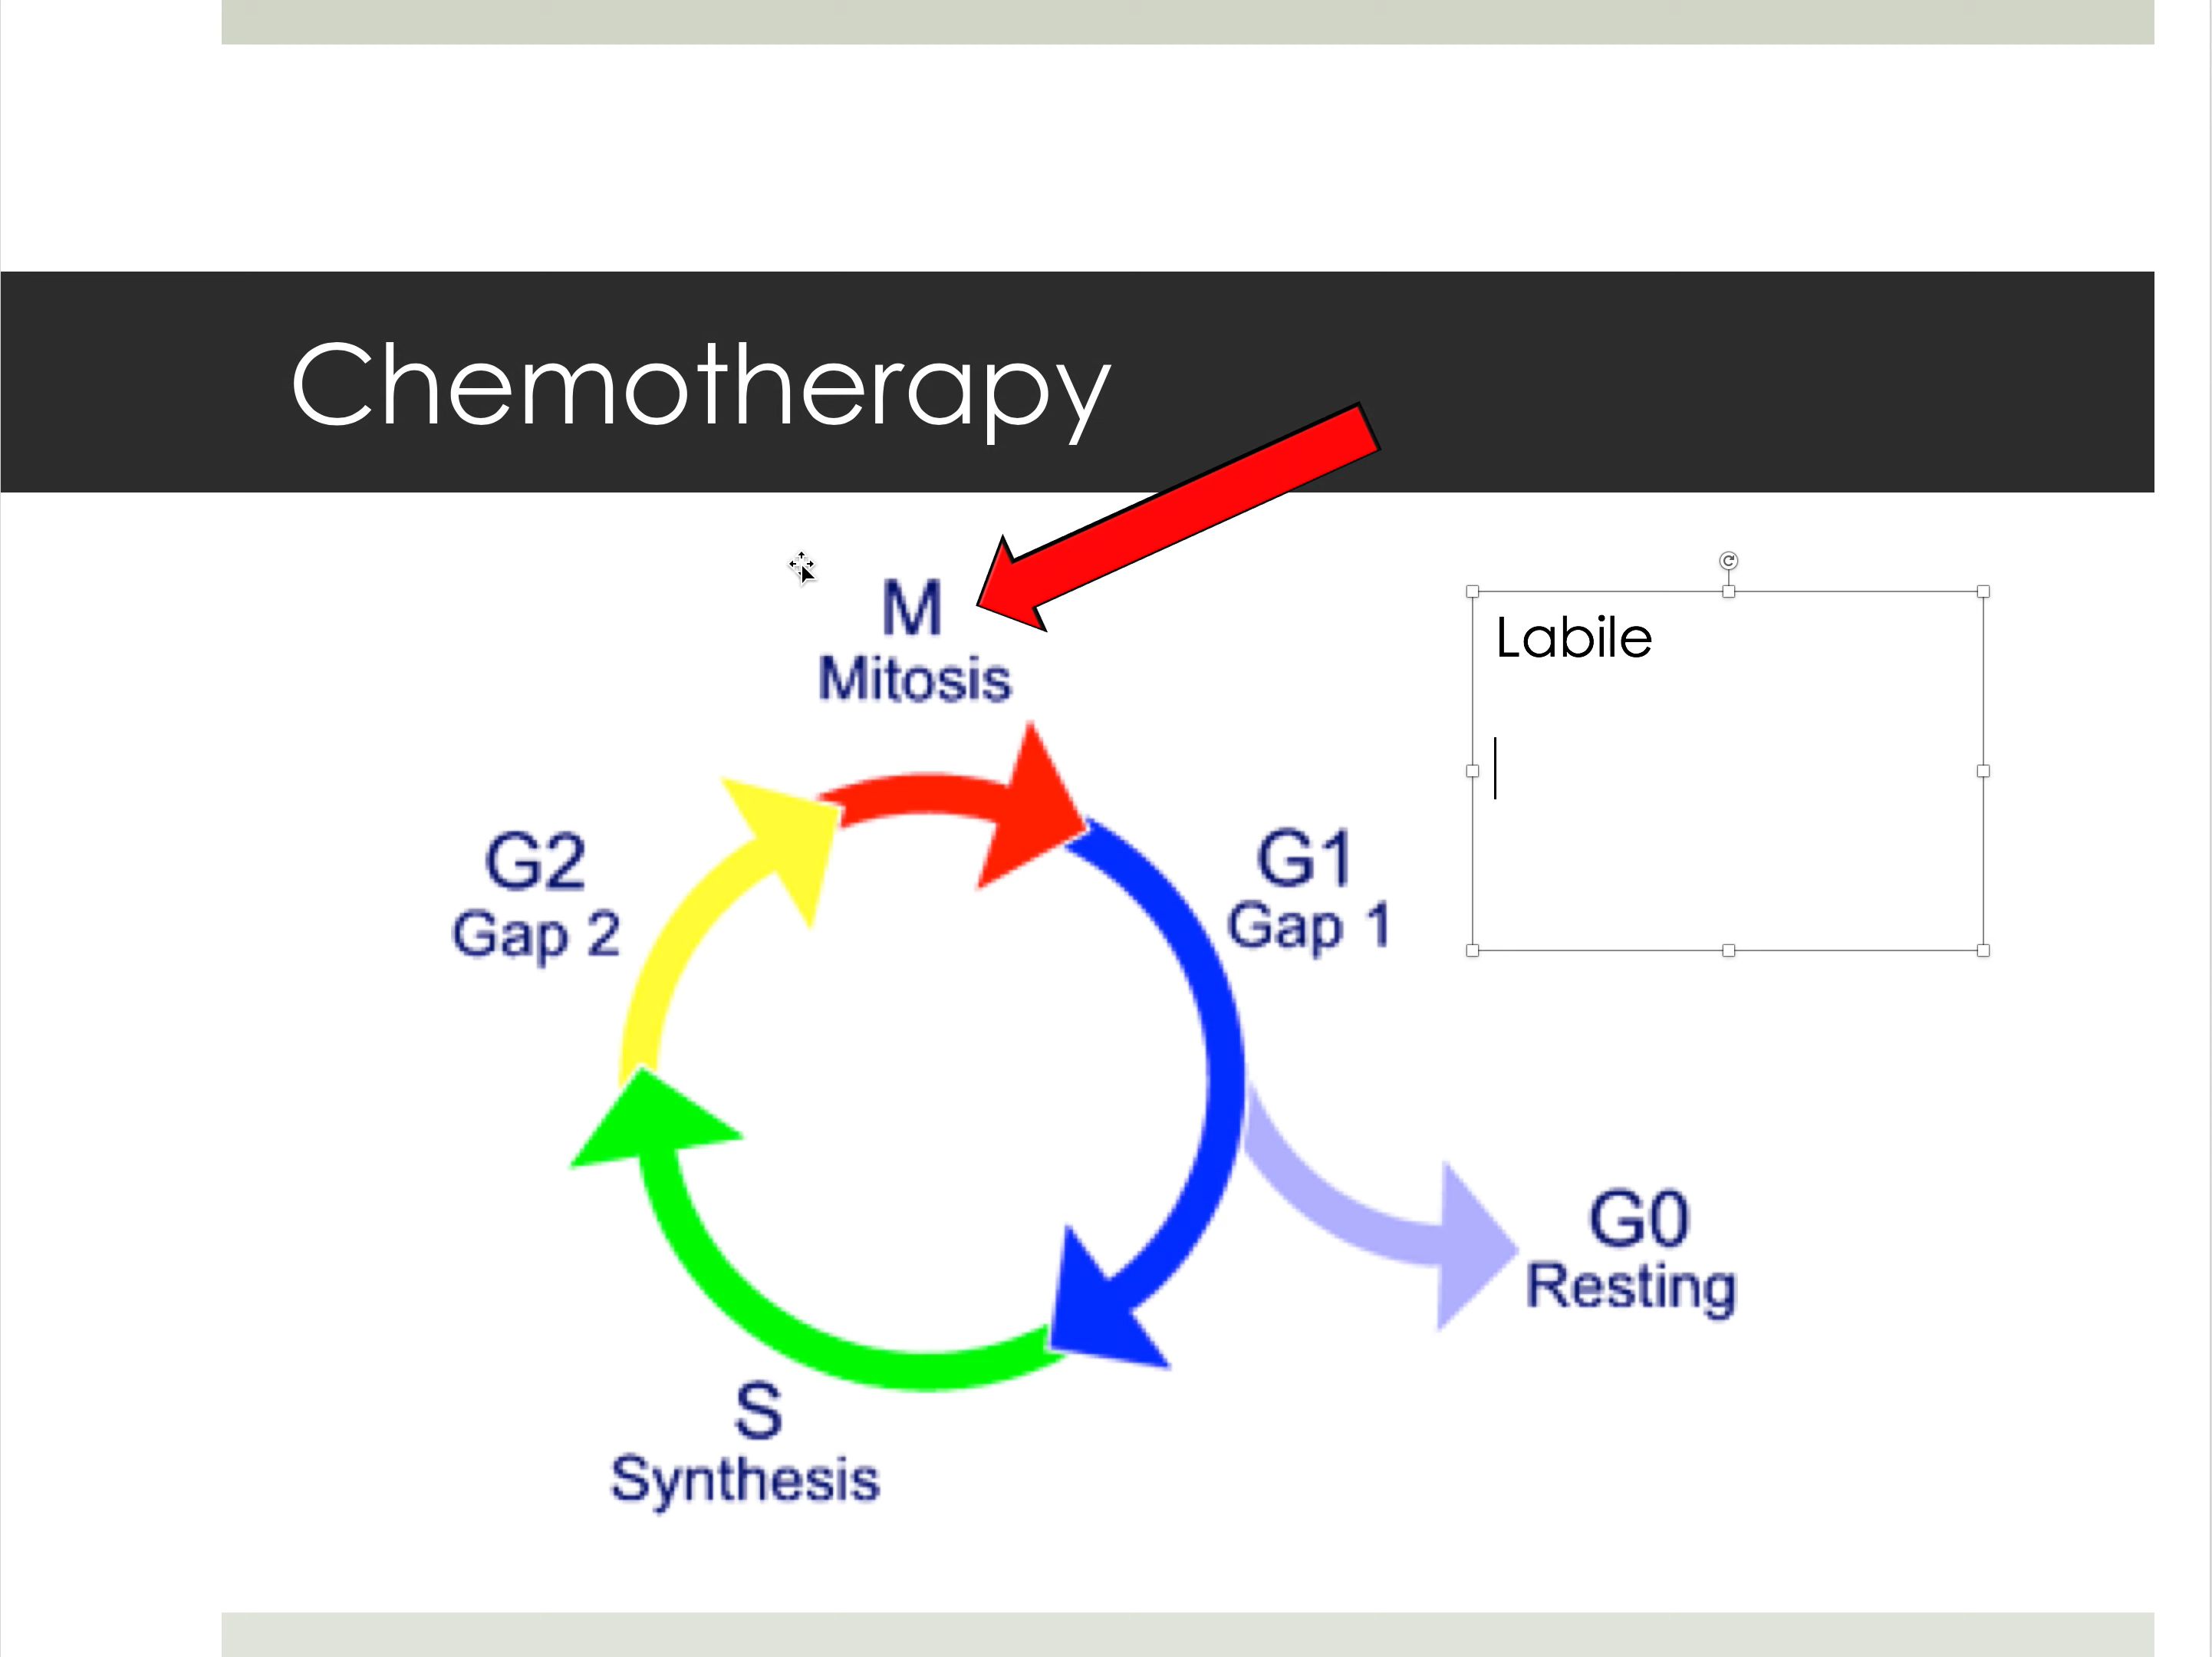 Chemotherapy
M
Mitosis
Labile
G2
Gap 2
G1
Gap 1
G0
Resting
S
Synthesis